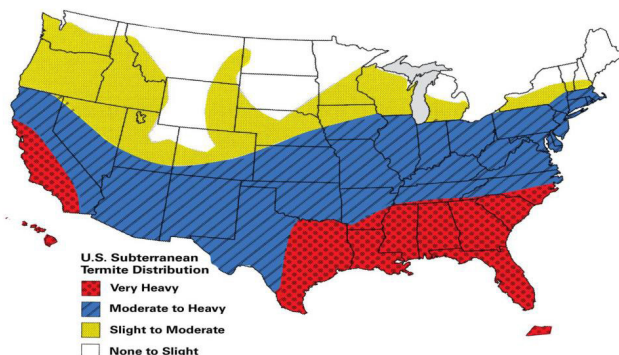 U.S. Subterranean
Termite Distribution
Very Heavy
Moderate to Heavy
Slight to Moderate
None to Slight